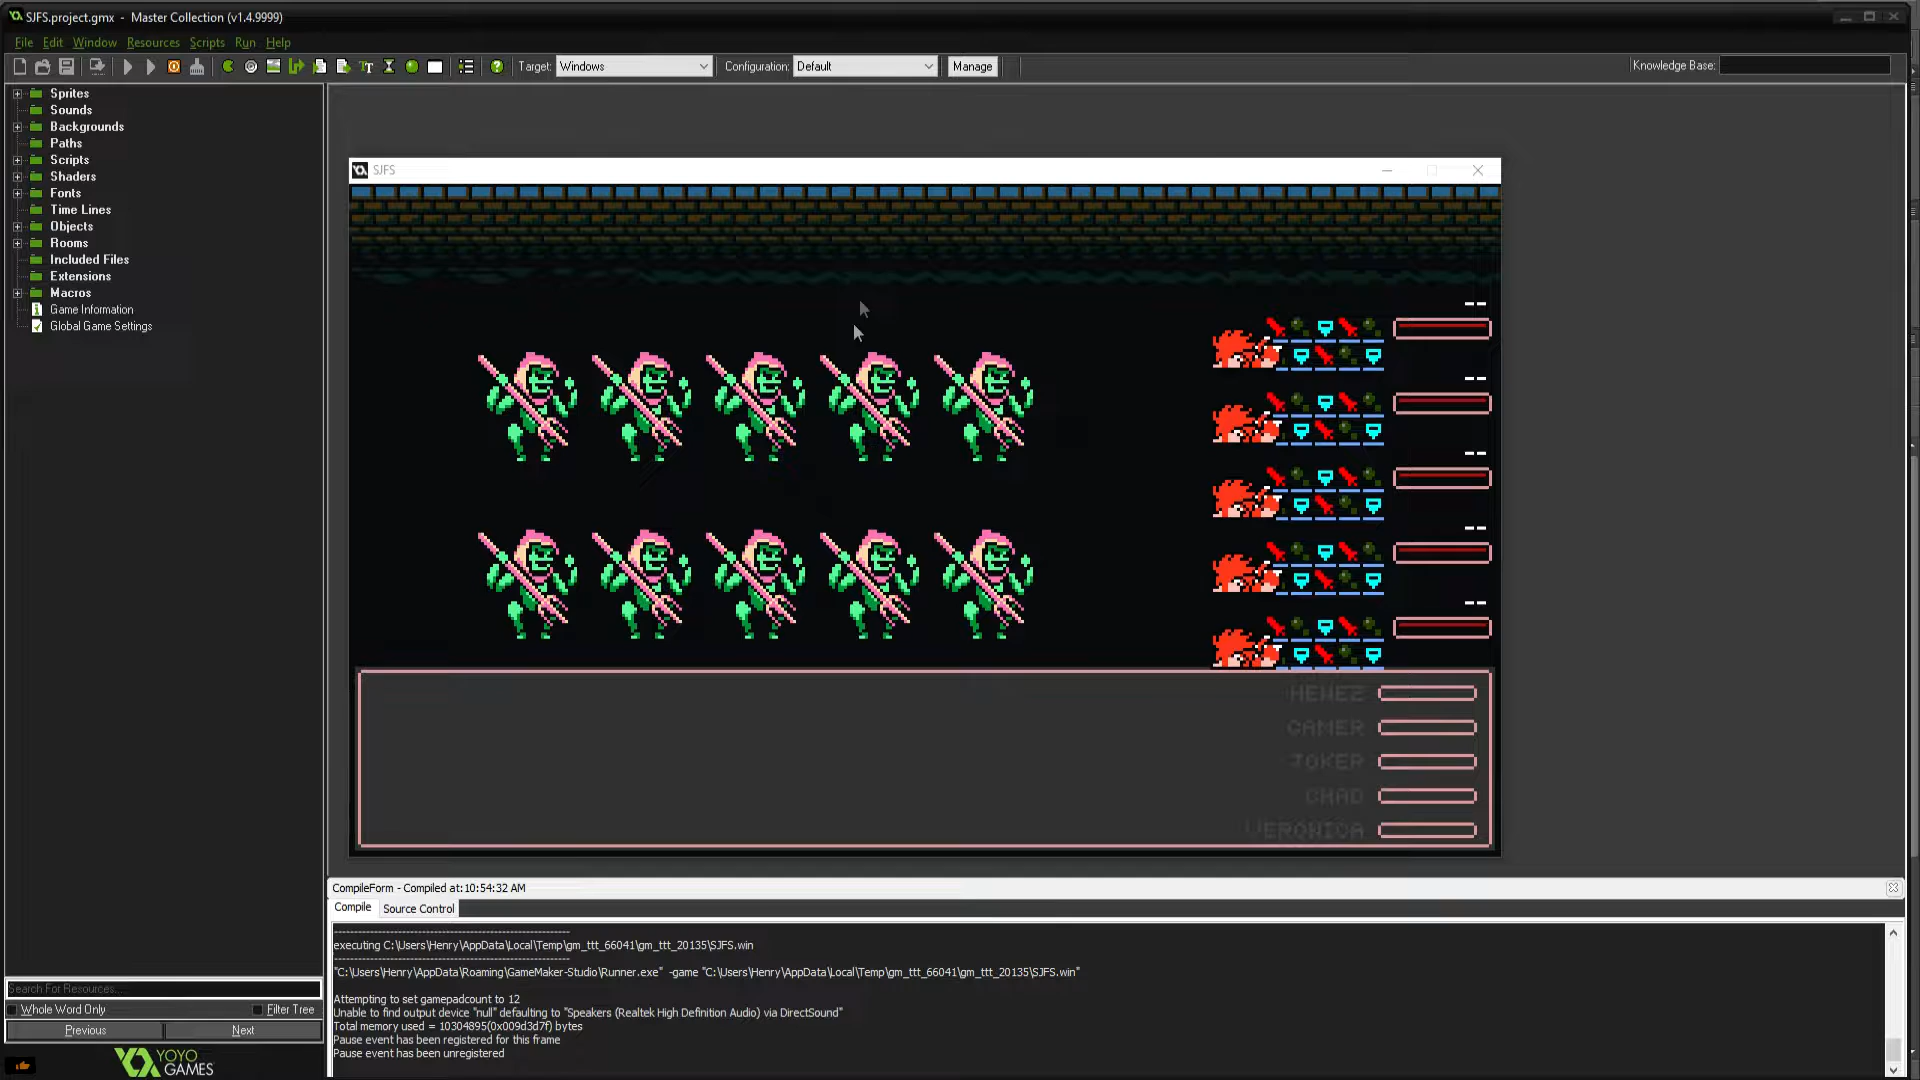 SJFS.project.gmx - Master Collection (v1.4.9999)
File Edit Window Resources Scripts Run Help
Target: Windows Configuration: Default Manage Knowledge Base:
Sprites
Sounds
Backgrounds
Paths
Scripts
Shaders
Fonts
Time Lines
Objects
Rooms
Included Files
Extensions
Macros
Game Information
Global Game Settings
SJFS
GAMER
JOKER
CHAD
VERONICA
CompileForm - Compiled at:10:54:32 AM
Compile Source Control
--------------------------------------------------------
executing C:\Users\Henry\AppData\Local\Temp\gm_ttt_66041\gm_ttt_20135\SJFS.win
--------------------------------------------------------
"C:\Users\Henry\AppData\Roaming\GameMaker-Studio\Runner.exe" -game "C:\Users\Henry\AppData\Local\Temp\gm_ttt_66041\gm_ttt_20135\SJFS.win"
Attempting to set gamepadcount to 12
Unable to find output device "null" defaulting to "Speakers (Realtek High Definition Audio) via DirectSound"
Total memory used = 10304895(0x009d3d7f) bytes
Pause event has been registered for this frame
Pause event has been unregistered
Search For Resources...
Whole Word Only Filter Tree
Previous Next
YOYO
GAMES